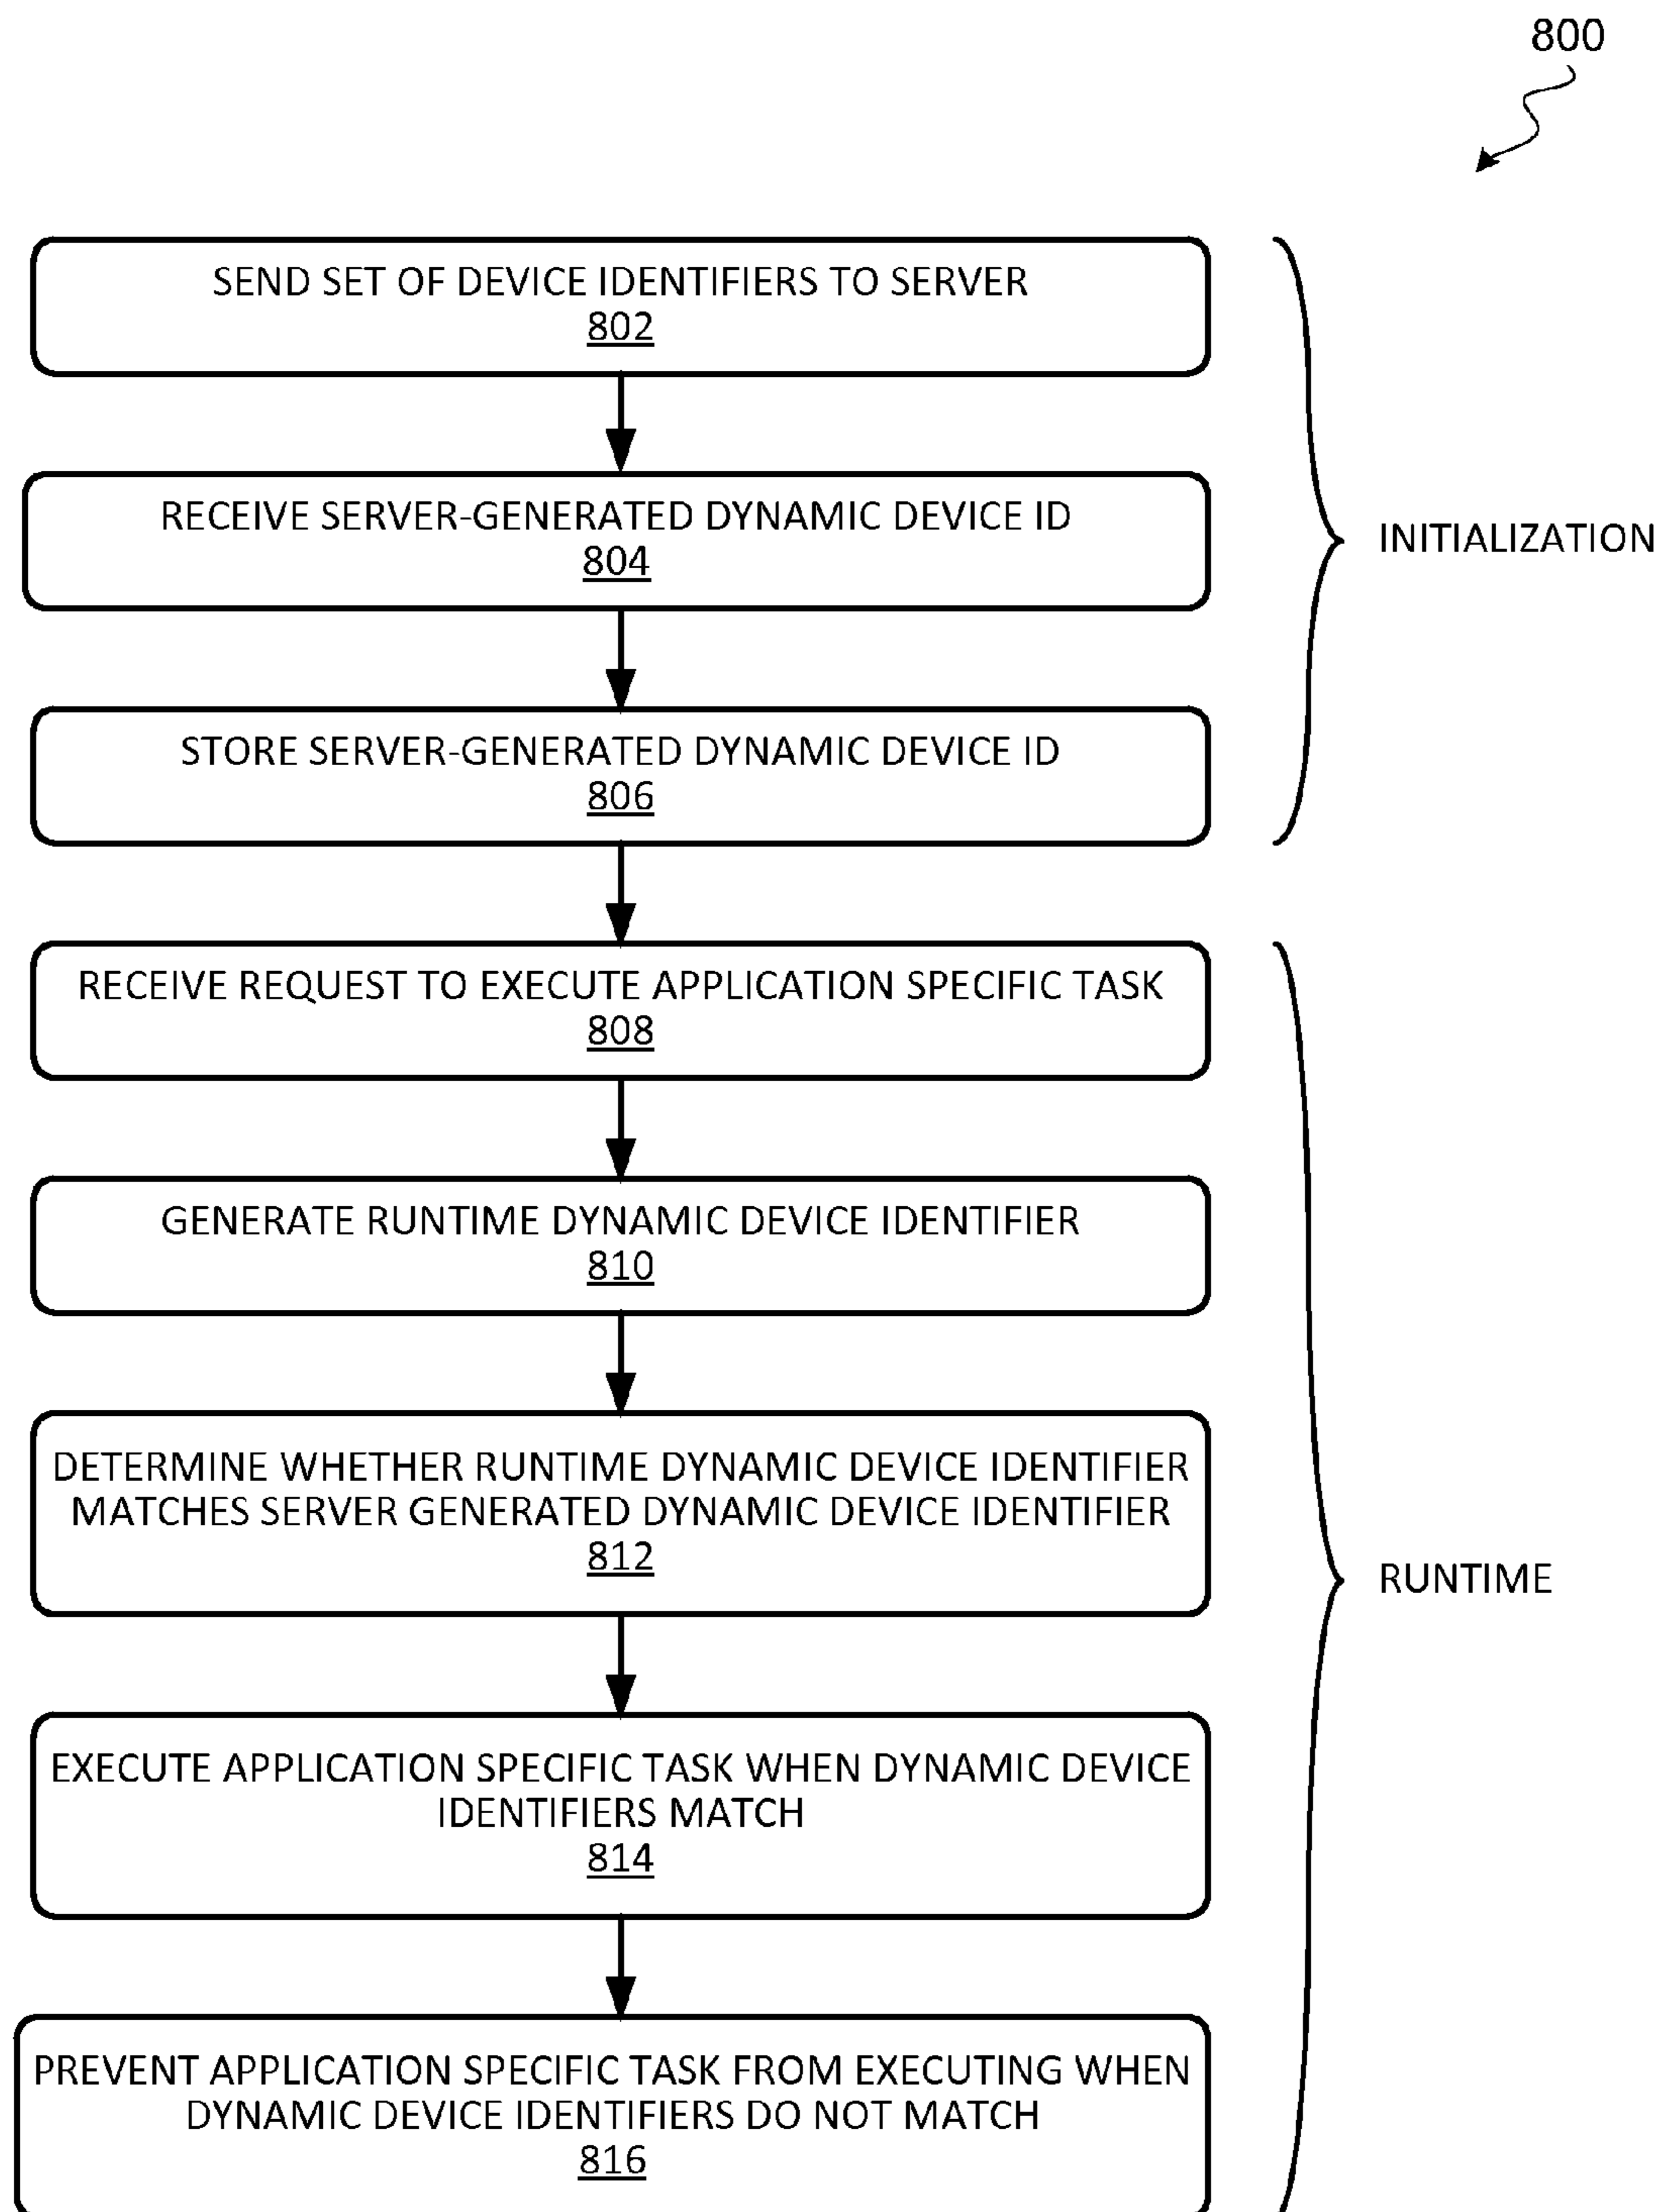 800
SEND SET OF DEVICE IDENTIFIERS TO SERVER
802
RECEIVE SERVER-GENERATED DYNAMIC DEVICE ID
804
INITIALIZATION
STORE SERVER-GENERATED DYNAMIC DEVICE ID
806
RECEIVE REQUEST TO EXECUTE APPLICATION SPECIFIC TASK
808
GENERATE RUNTIME DYNAMIC DEVICE IDENTIFIER
810
DETERMINE WHETHER RUNTIME DYNAMIC DEVICE IDENTIFIER
MATCHES SERVER GENERATED DYNAMIC DEVICE IDENTIFIER
812
RUNTIME
EXECUTE APPLICATION SPECIFIC TASK WHEN DYNAMIC DEVICE
IDENTIFIERS MATCH
814
PREVENT APPLICATION SPECIFIC TASK FROM EXECUTING WHEN
DYNAMIC DEVICE IDENTIFIERS DO NOT MATCH
816